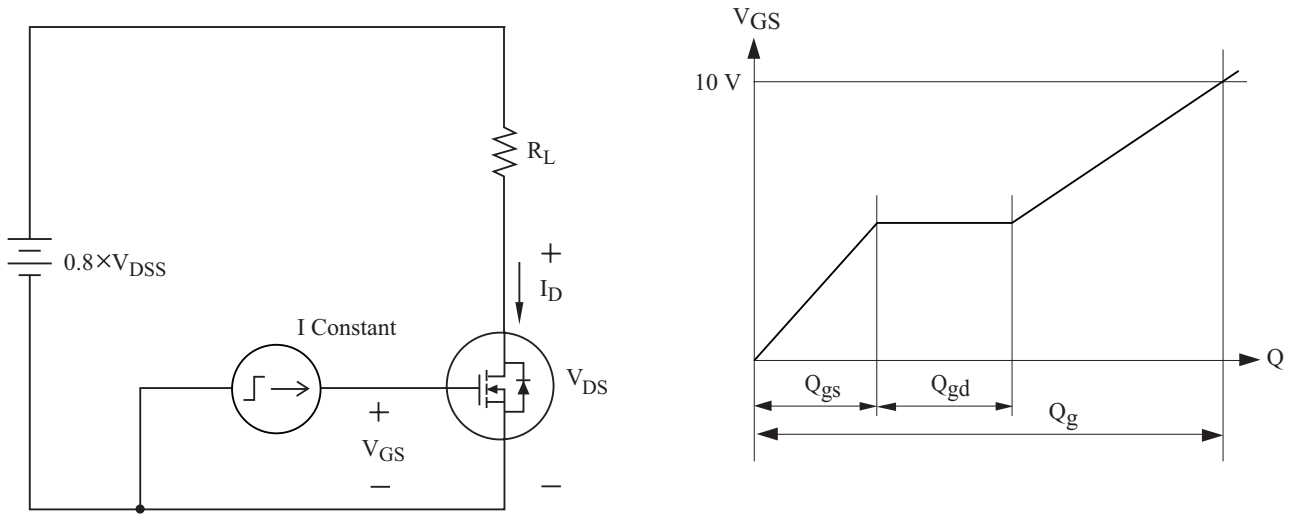 0.8×V_DSS
R_L
+
I_D
I Constant
V_DS
+
V_GS
−
−
V_GS
10 V
Q
Q_gs
Q_gd
Q_g